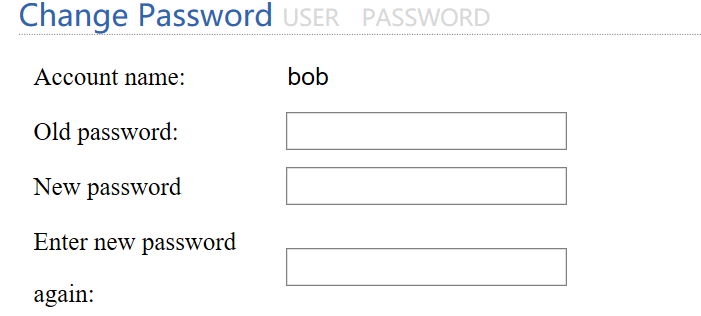 Change Password USER PASSWORD
Account name: bob
Old password:
New password
Enter new password
again: